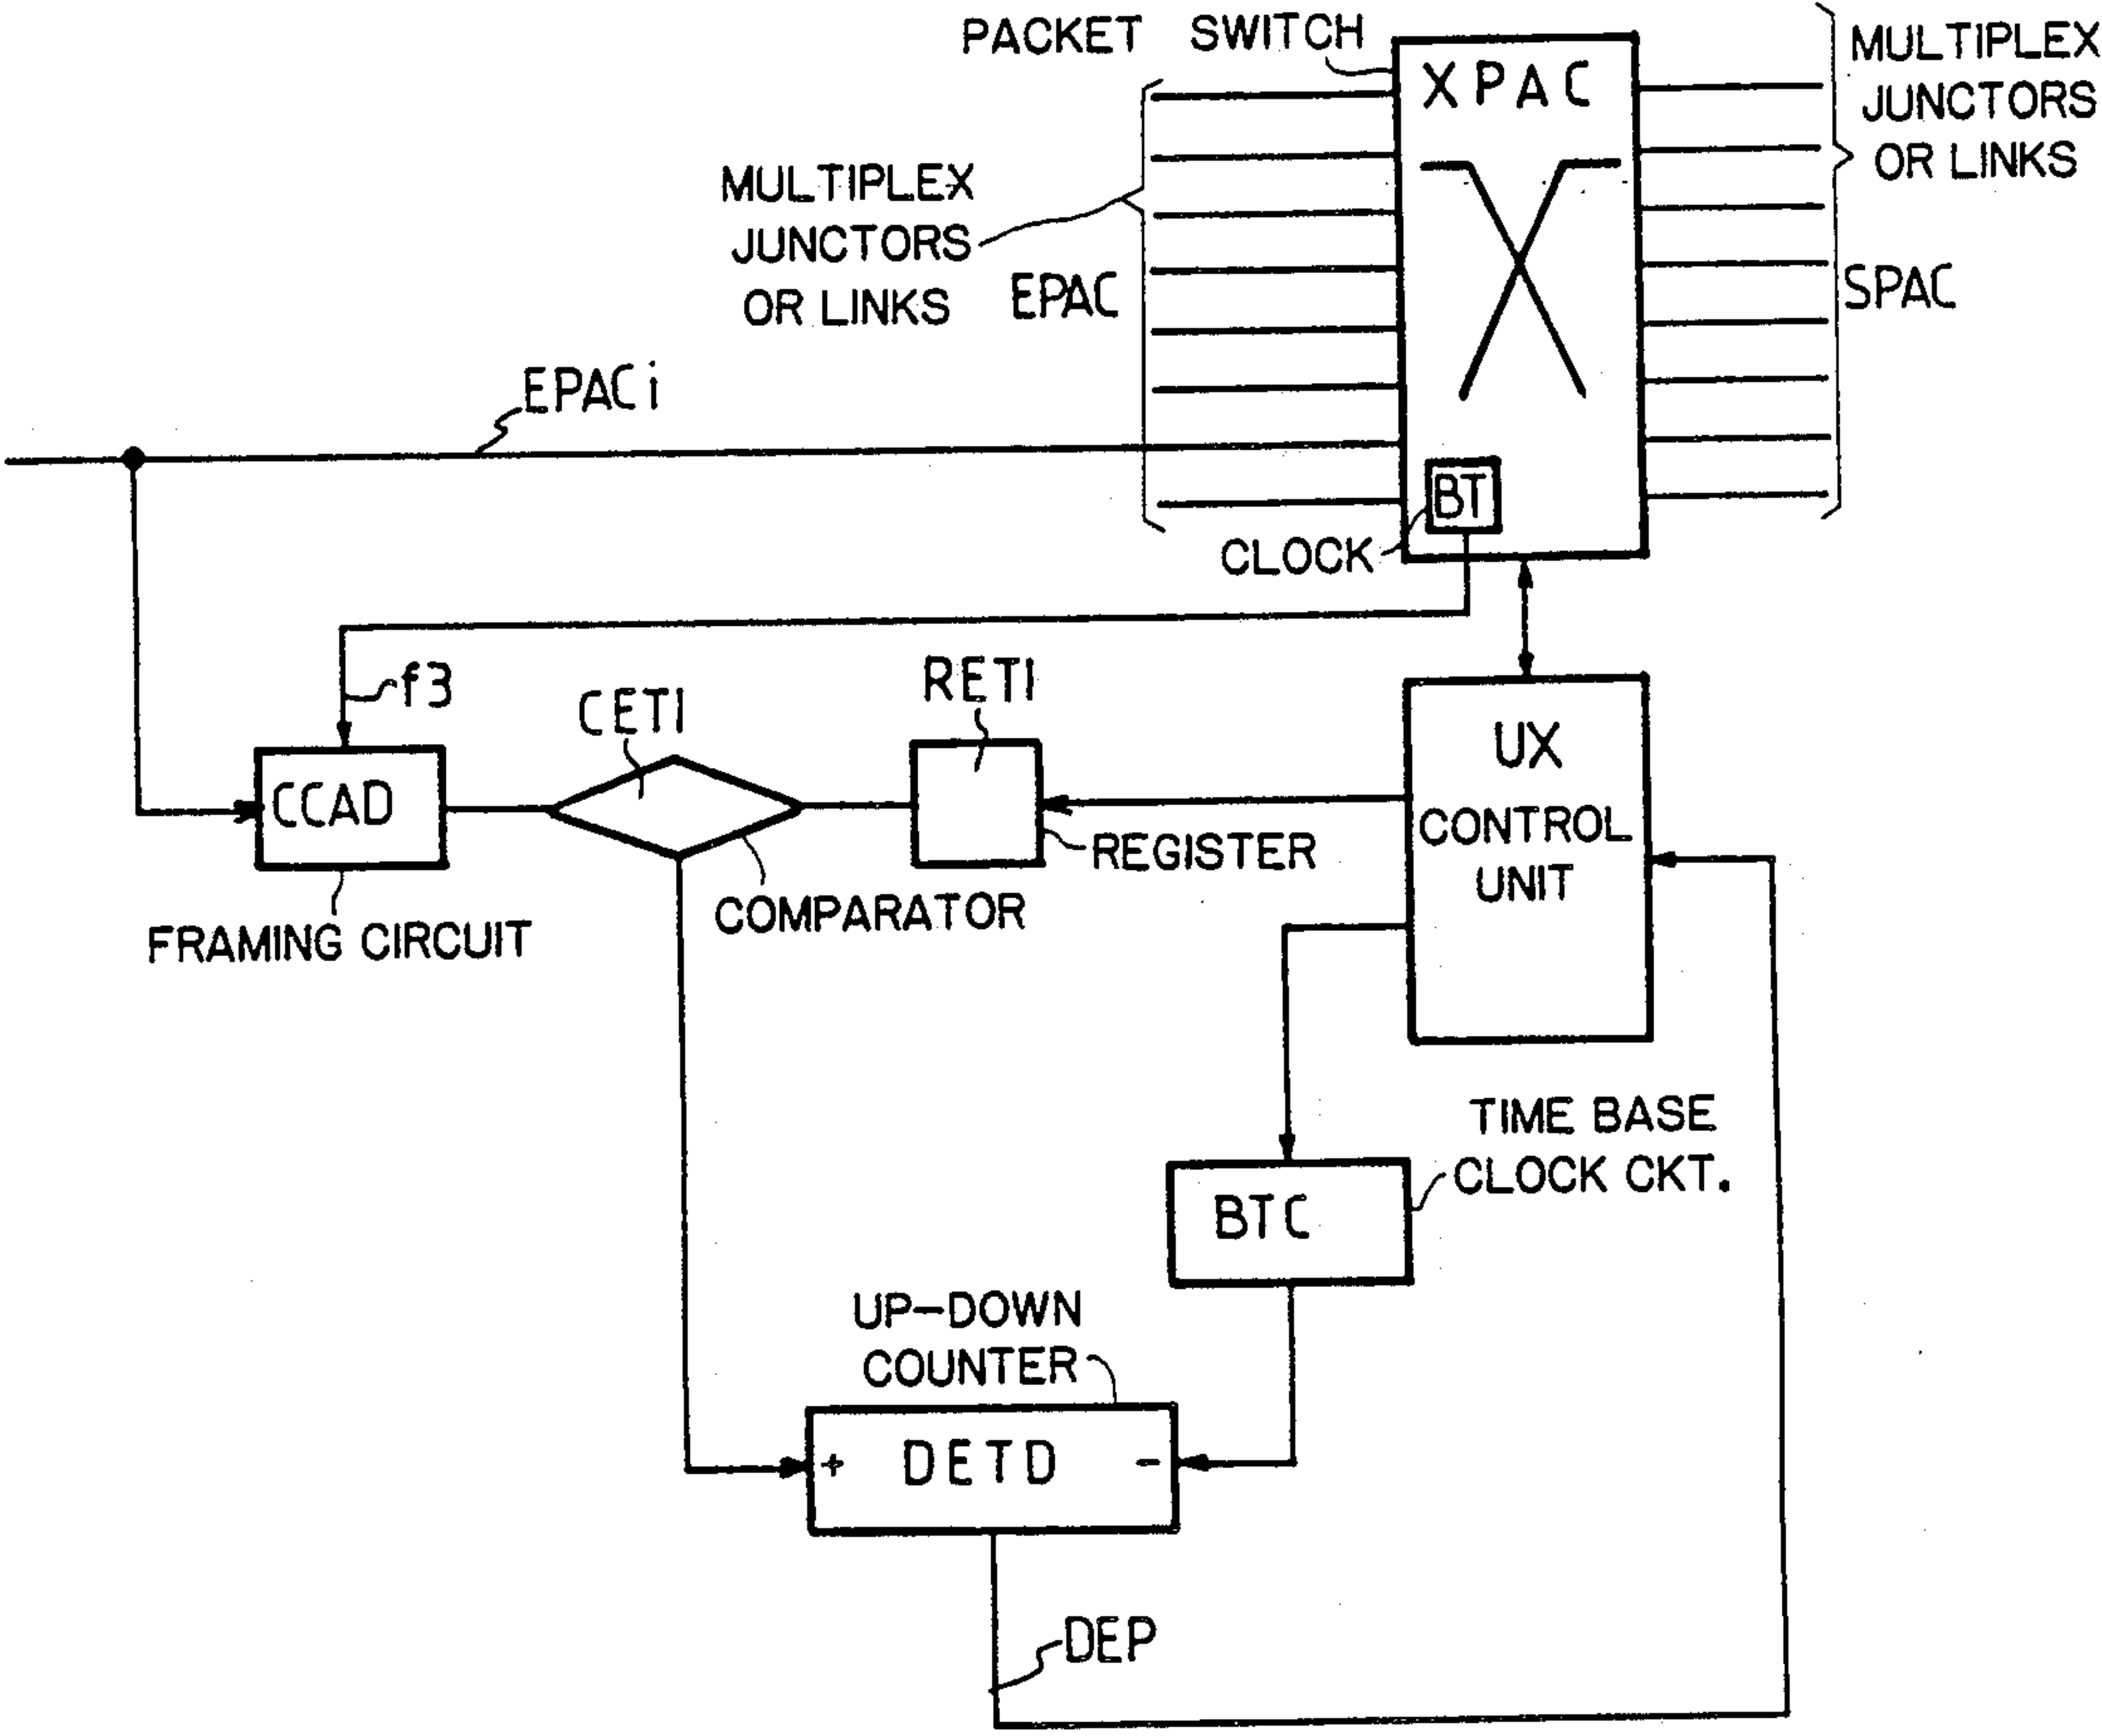 PACKET SWITCH
XPAC
MULTIPLEX
JUNCTORS
OR LINKS
MULTIPLEX
JUNCTORS
OR LINKS
EPAC
SPAC
EPACi
BT
CLOCK
f3
CETI
RETI
UX
CONTROL
UNIT
CCAD
REGISTER
COMPARATOR
FRAMING CIRCUIT
TIME BASE
CLOCK CKT.
BTC
UP-DOWN
COUNTER
+ DETD -
DEP